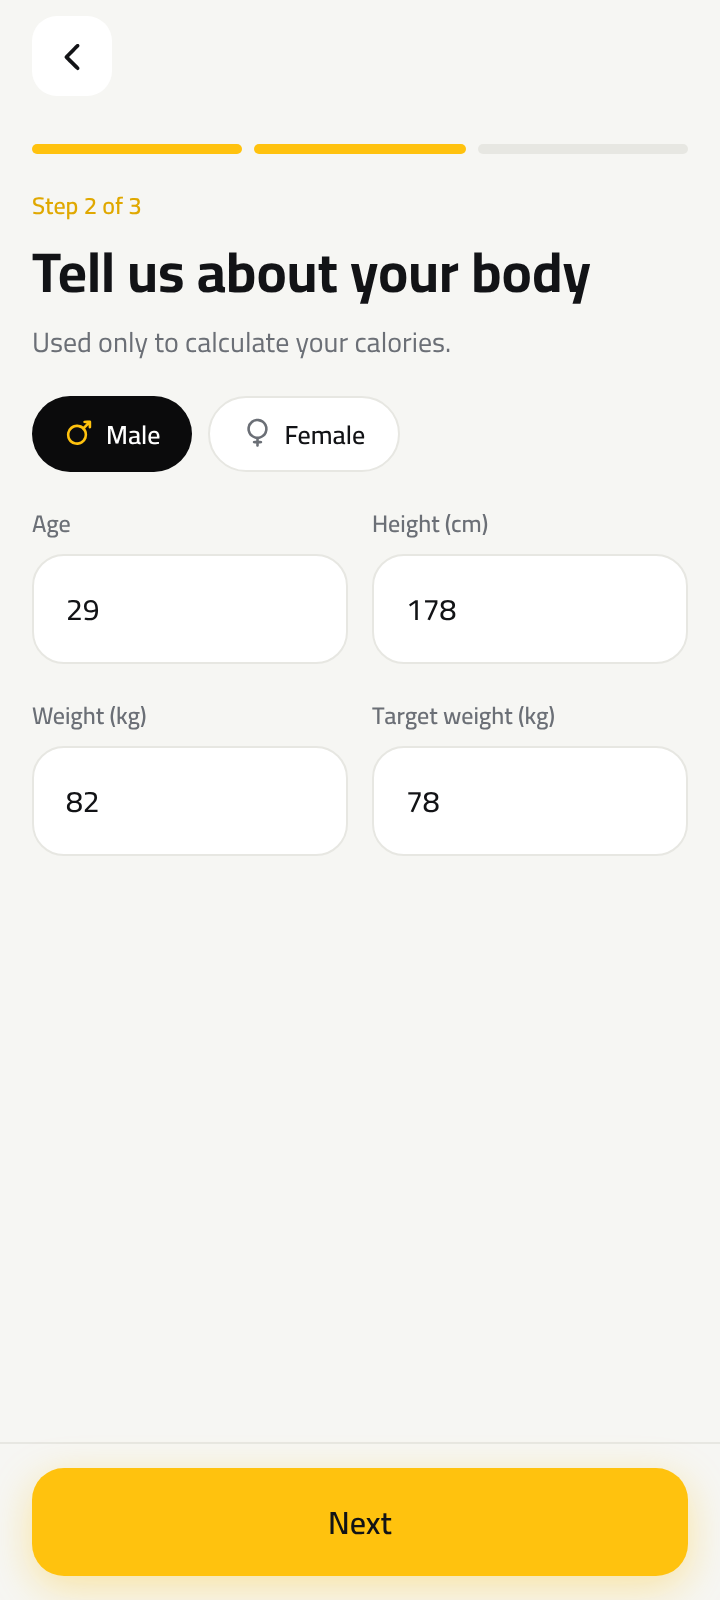 Step 2 of 3
Tell us about your body
Used only to calculate your calories.
Male Female
Age Height (cm)
29 178
Weight (kg) Target weight (kg)
82 78
Next